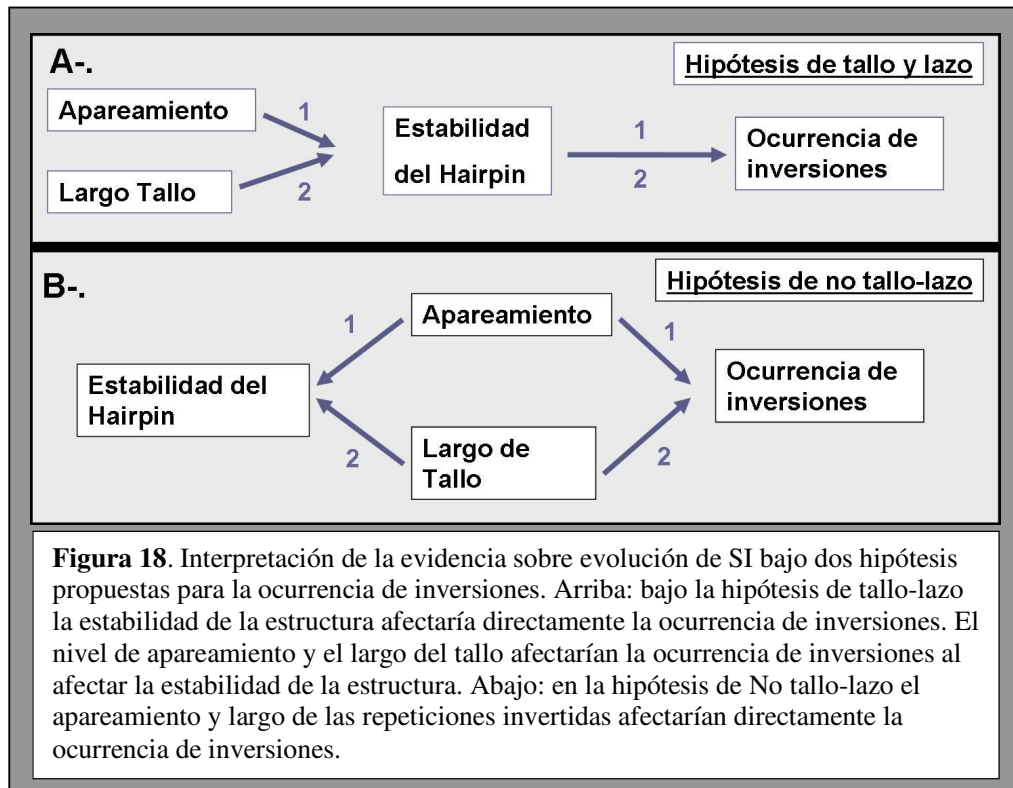 A-.
Hipótesis de tallo y lazo
Apareamiento
1
Largo Tallo
2
Estabilidad
del Hairpin
1
2
Ocurrencia de
inversiones
B-.
Hipótesis de no tallo-lazo
Apareamiento
1
1
Estabilidad del
Hairpin
Ocurrencia de
inversiones
2
Largo de
Tallo
2
Figura 18. Interpretación de la evidencia sobre evolución de SI bajo dos hipótesis
propuestas para la ocurrencia de inversiones. Arriba: bajo la hipótesis de tallo-lazo
la estabilidad de la estructura afectaría directamente la ocurrencia de inversiones. El
nivel de apareamiento y el largo del tallo afectarían la ocurrencia de inversiones al
afectar la estabilidad de la estructura. Abajo: en la hipótesis de No tallo-lazo el
apareamiento y largo de las repeticiones invertidas afectarían directamente la
ocurrencia de inversiones.